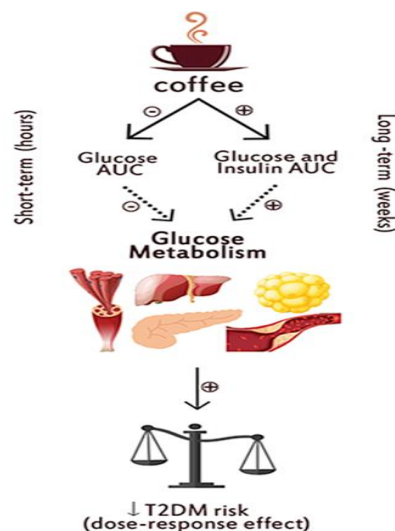 coffee
⊖
⊕
Short-term (hours)
Long-term (weeks)
Glucose
AUC
Glucose and
Insulin AUC
⊖
⊕
Glucose
Metabolism
⊕
↓ T2DM risk
(dose-response effect)